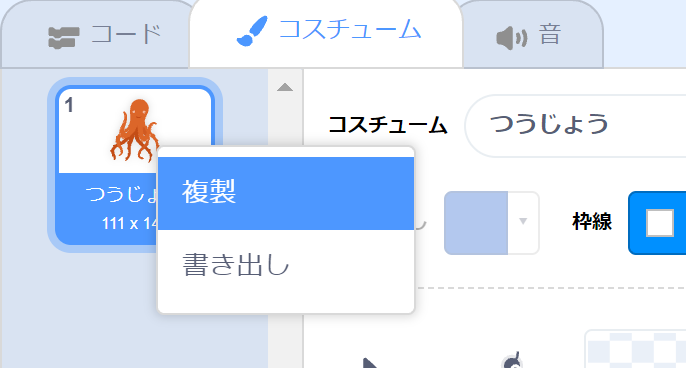 コード
コスチューム
音
1
コスチューム
つうじょう
つうじょ
111 x 14
複製
枠線
書き出し